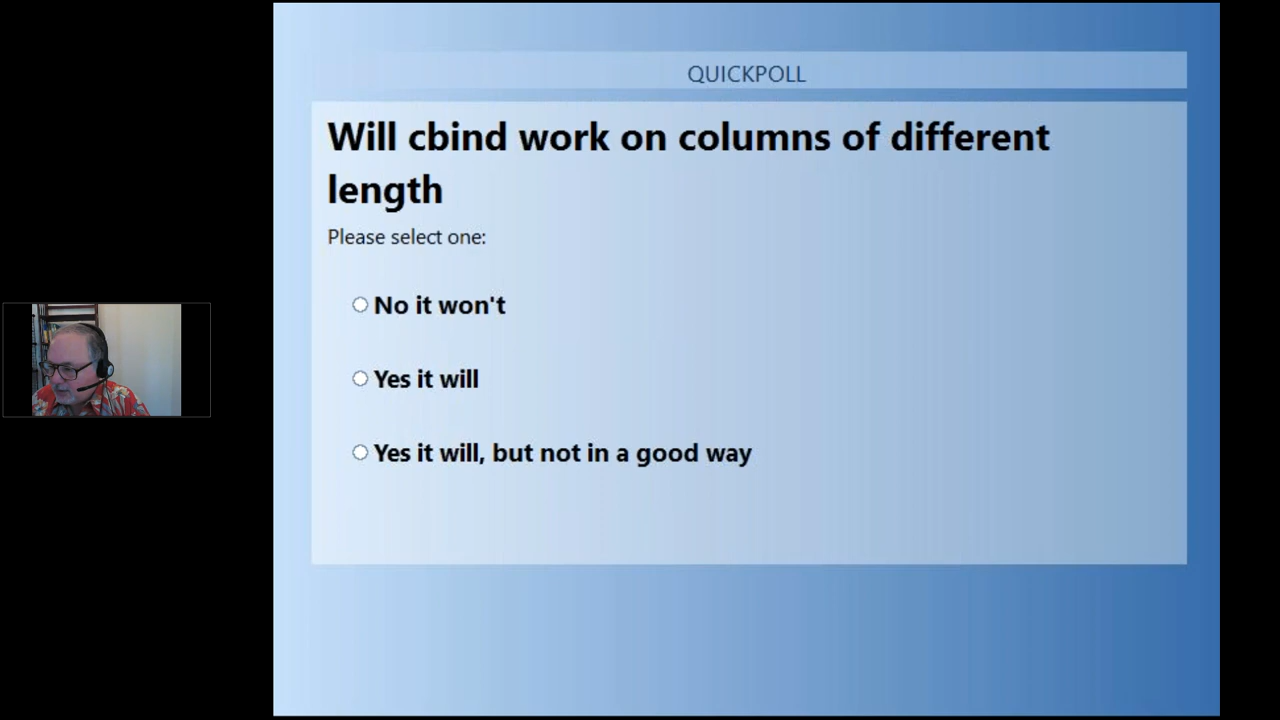 QUICKPOLL
Will cbind work on columns of different
length
Please select one:
No it won't
Yes it will
Yes it will, but not in a good way